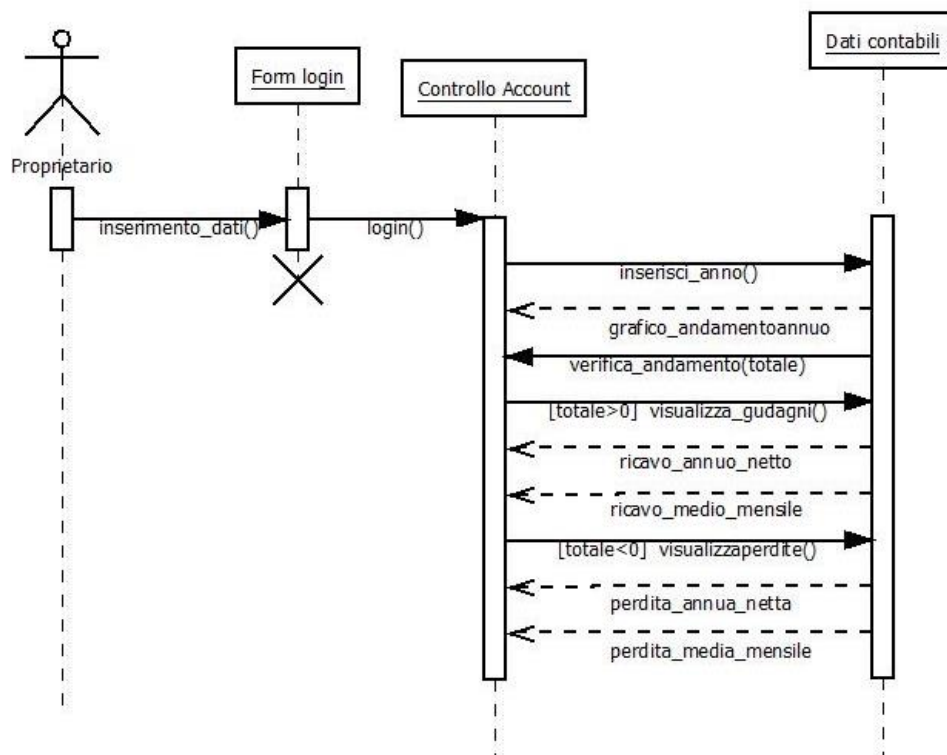 Dati contabili
Form login
Controllo Account
Proprietario
inserimento_dati()
login()
inserisci_anno()
grafico_andamentoannuo
verifica_andamento(totale)
[totale>0] visualizza_gudagni()
ricavo_annuo_netto
ricavo_medio_mensile
[totale<0] visualizzaperdite()
perdita_annua_netta
perdita_media_mensile